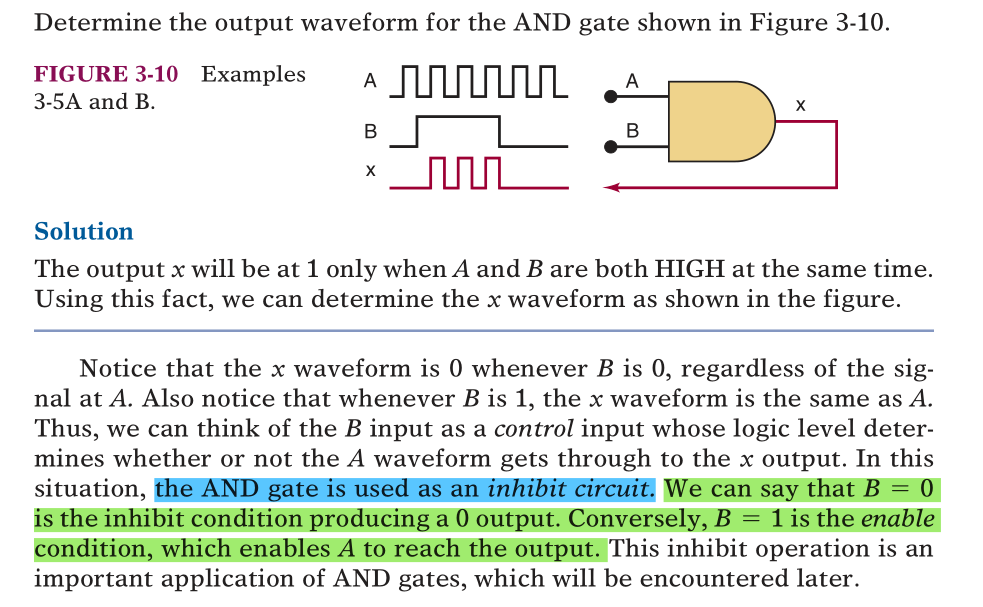 Determine the output waveform for the AND gate shown in Figure 3-10.
FIGURE 3-10 Examples
3-5A and B.
A
B
x
A
B
x
Solution
The output x will be at 1 only when A and B are both HIGH at the same time.
Using this fact, we can determine the x waveform as shown in the figure.
Notice that the x waveform is 0 whenever B is 0, regardless of the sig-
nal at A. Also notice that whenever B is 1, the x waveform is the same as A.
Thus, we can think of the B input as a control input whose logic level deter-
mines whether or not the A waveform gets through to the x output. In this
situation, the AND gate is used as an inhibit circuit. We can say that B = 0
is the inhibit condition producing a 0 output. Conversely, B = 1 is the enable
condition, which enables A to reach the output. This inhibit operation is an
important application of AND gates, which will be encountered later.